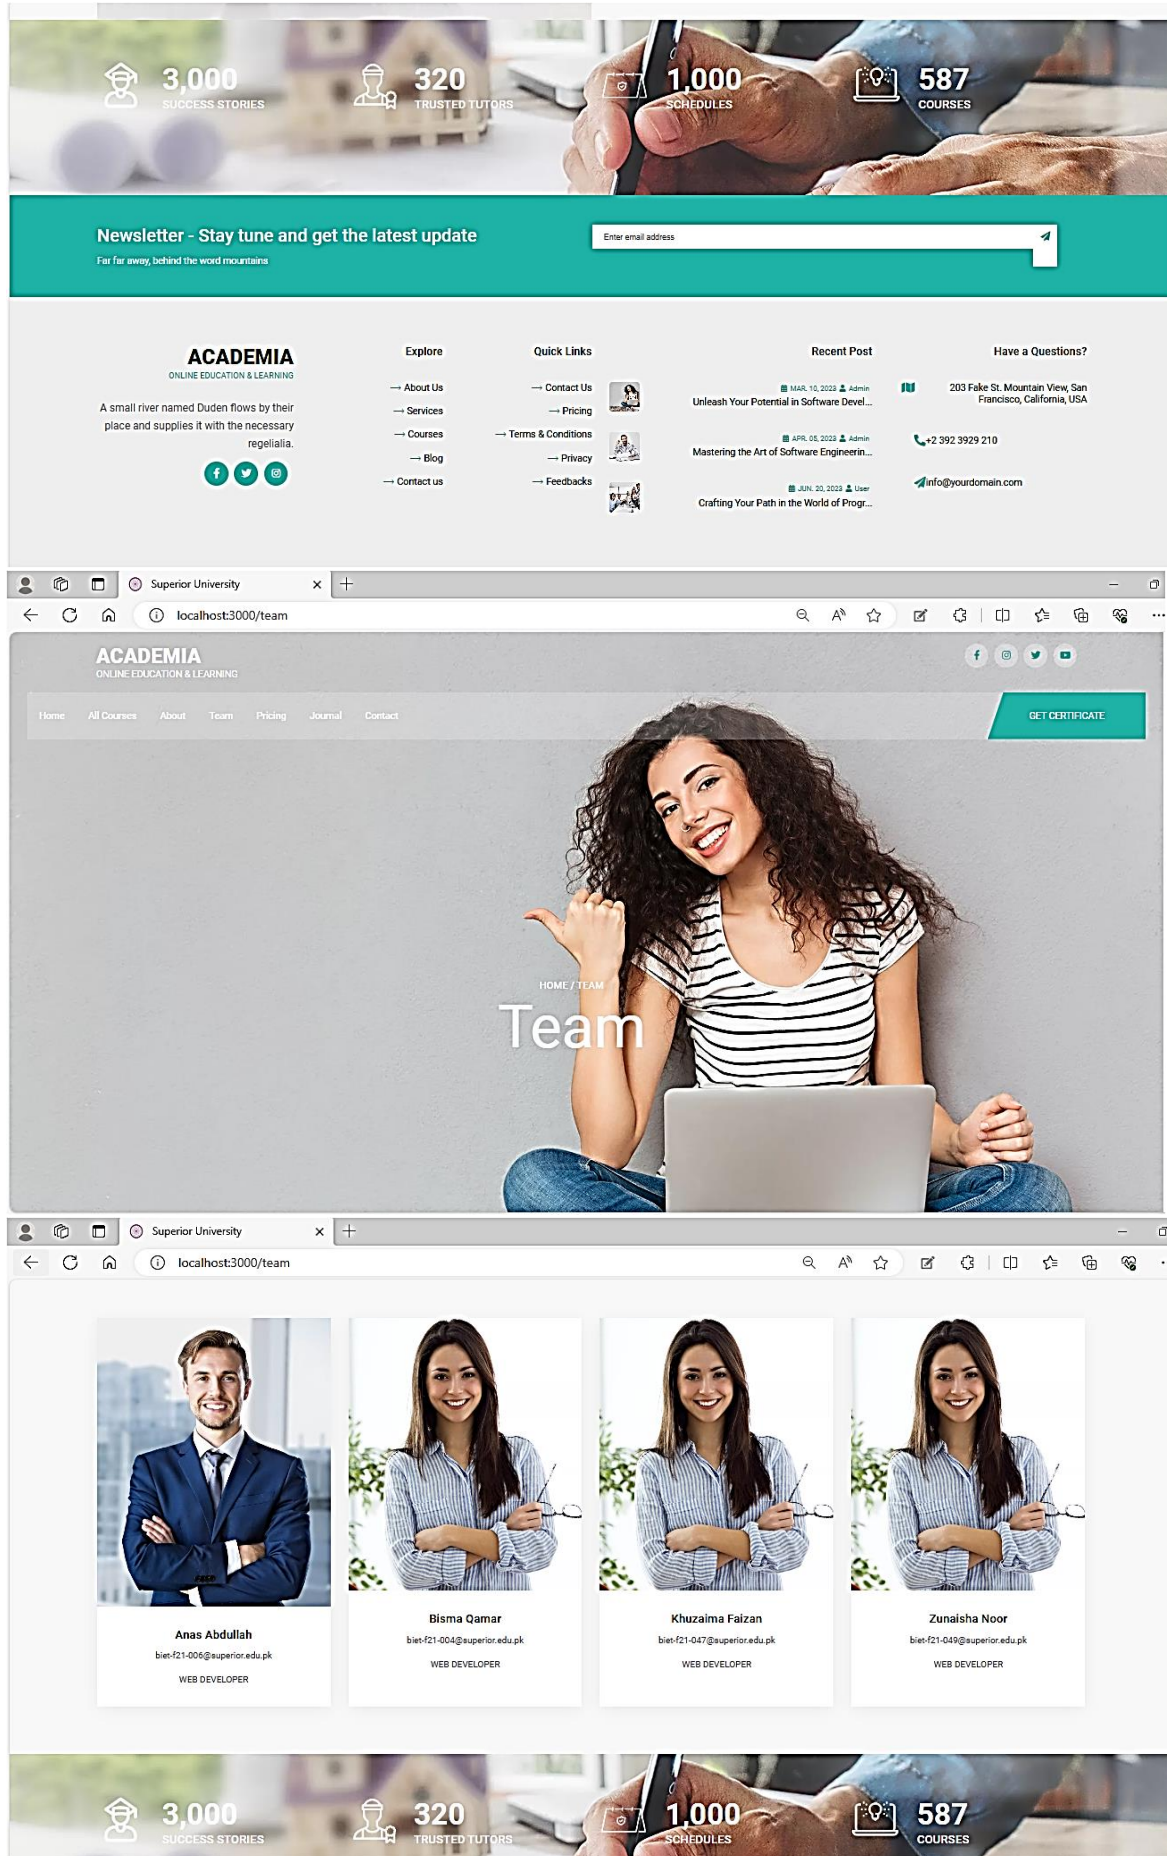 3,000
SUCCESS STORIES
320
TRUSTED TUTORS
1,000
SCHEDULES
587
COURSES
Newsletter - Stay tune and get the latest update
Far far away, behind the word mountains
Enter email address
ACADEMIA
ONLINE EDUCATION & LEARNING
A small river named Duden flows by their
place and supplies it with the necessary
regelialia.
Explore
→ About Us
→ Services
→ Courses
→ Blog
→ Contact us
Quick Links
→ Contact Us
→ Pricing
→ Terms & Conditions
→ Privacy
→ Feedbacks
Recent Post
MAR. 10, 2023 Admin
Unleash Your Potential in Software Devel...
APR. 05, 2023 Admin
Mastering the Art of Software Engineerin...
JUN. 20, 2023 User
Crafting Your Path in the World of Progr...
Have a Questions?
203 Fake St. Mountain View, San
Francisco, California, USA
+2 392 3929 210
info@yourdomain.com
Superior University
localhost:3000/team
ACADEMIA
ONLINE EDUCATION & LEARNING
Home All Courses About Team Pricing Journal Contact
GET CERTIFICATE
HOME / TEAM
Team
Superior University
localhost:3000/team
Anas Abdullah
biet-f21-006@superior.edu.pk
WEB DEVELOPER
Bisma Qamar
biet-f21-004@superior.edu.pk
WEB DEVELOPER
Khuzaima Faizan
biet-f21-047@superior.edu.pk
WEB DEVELOPER
Zunaisha Noor
biet-f21-049@superior.edu.pk
WEB DEVELOPER
3,000
SUCCESS STORIES
320
TRUSTED TUTORS
1,000
SCHEDULES
587
COURSES